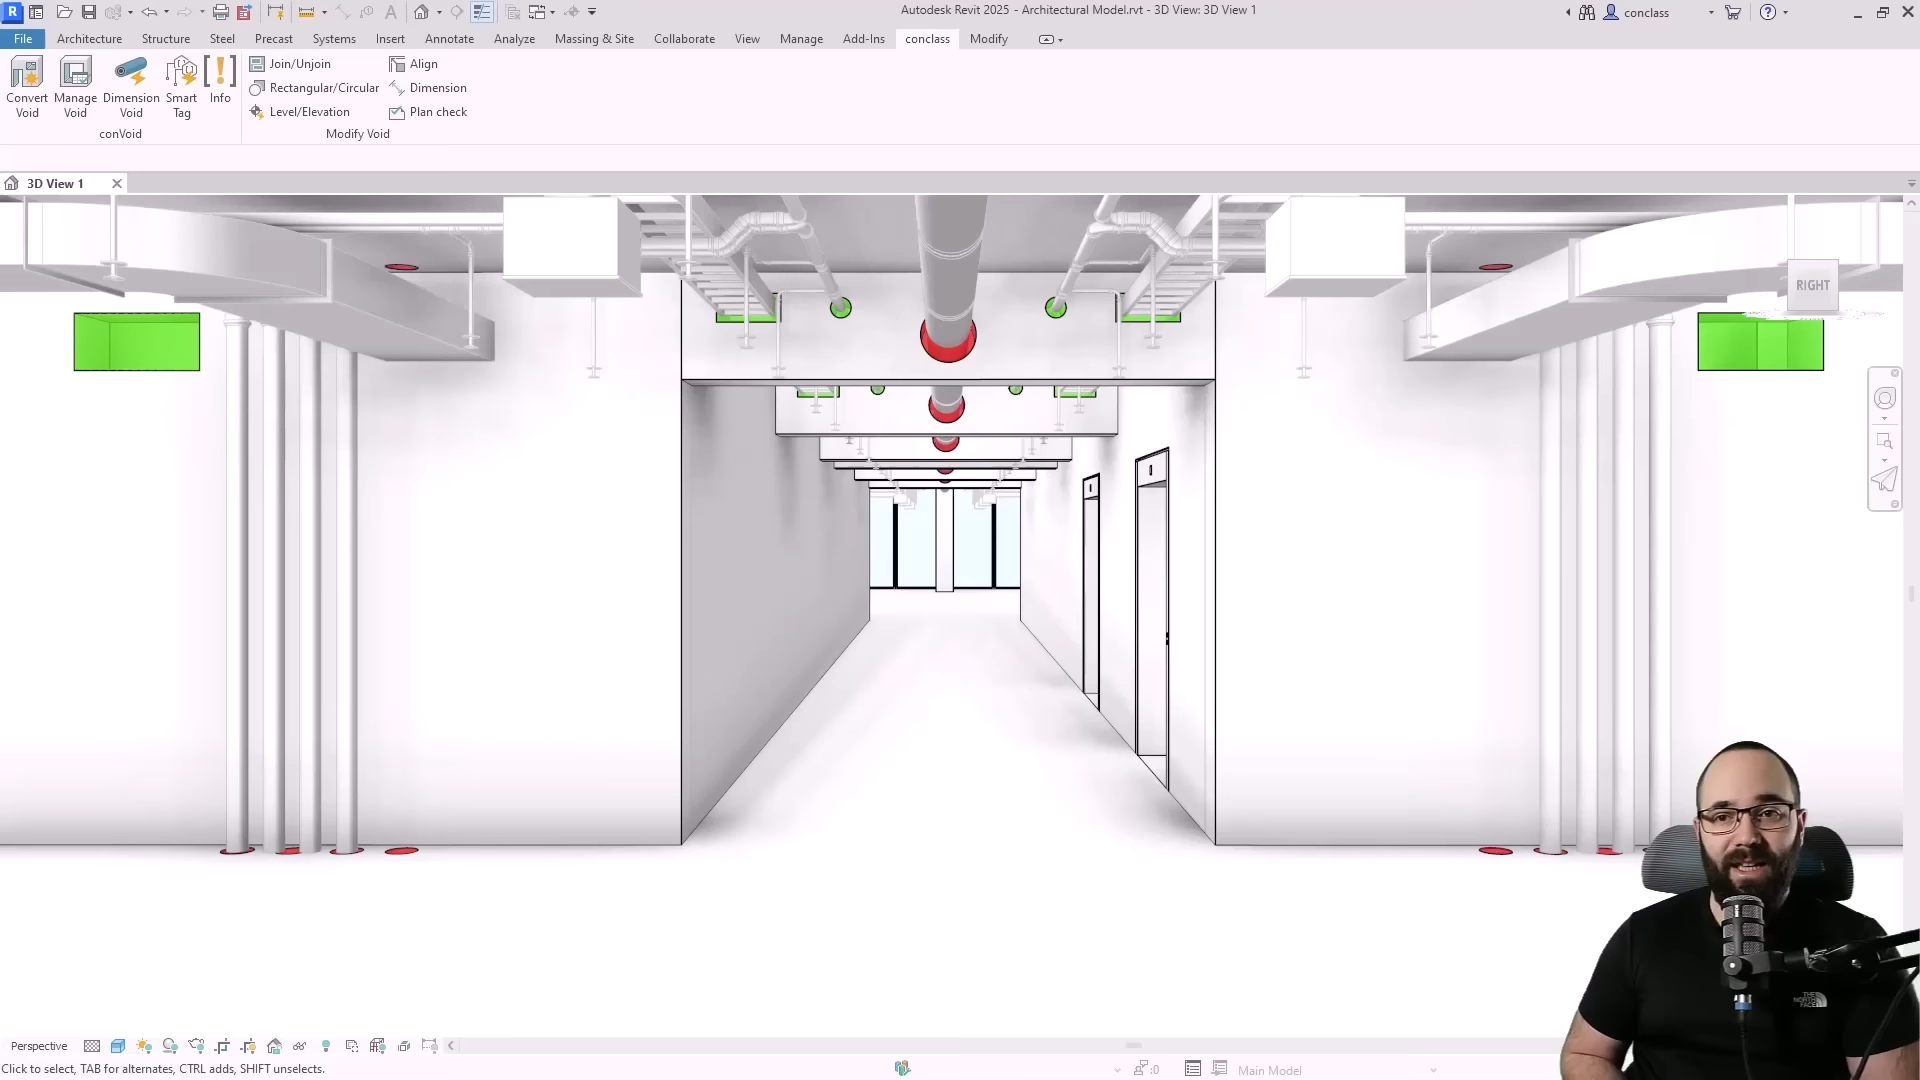 Autodesk Revit 2025 - Architectural Model.rvt - 3D View: 3D View 1
conclass
File Architecture Structure Steel Precast Systems Insert Annotate Analyze Massing & Site Collaborate View Manage Add-Ins conclass Modify
Convert Void
Manage Void
Dimension Void
Smart Tag
Info
conVoid
Join/Unjoin
Rectangular/Circular
Level/Elevation
Align
Dimension
Plan check
Modify Void
3D View 1
RIGHT
THE NORTH FACE
Perspective
Click to select, TAB for alternates, CTRL adds, SHIFT unselects.
:0
Main Model